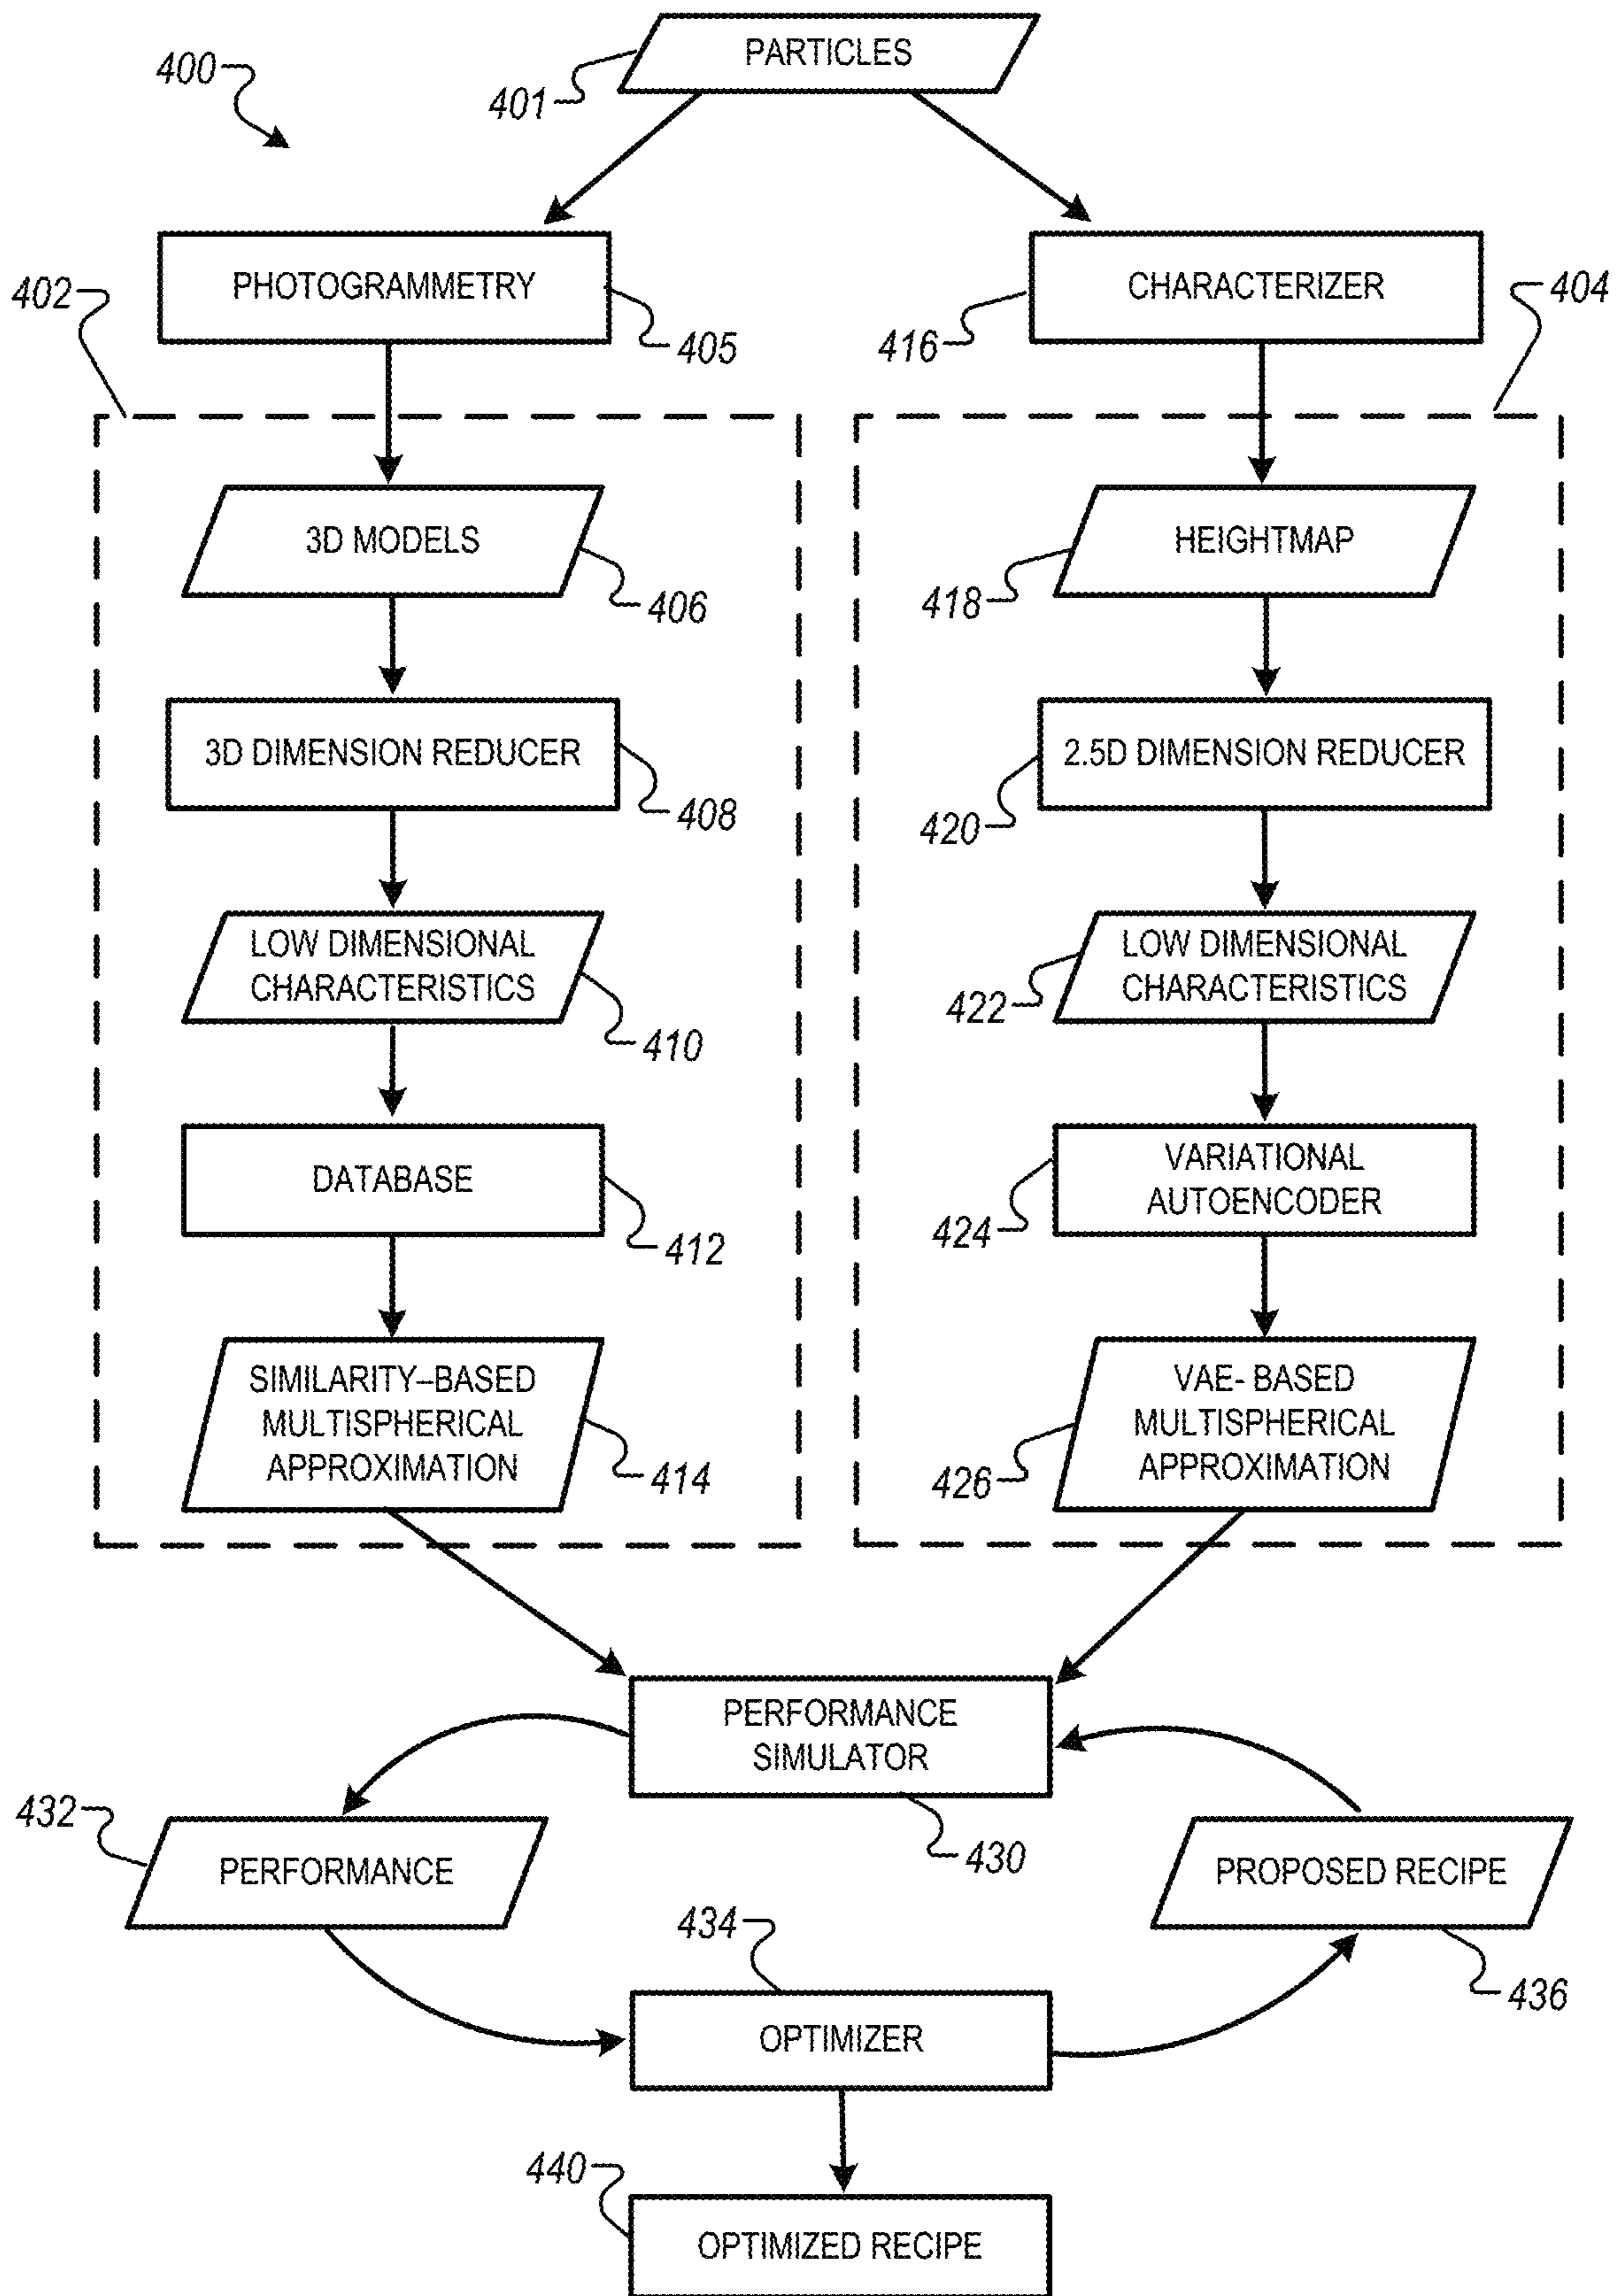 PARTICLES
400
401
PHOTOGRAMMETRY
CHARACTERIZER
402
404
405
416
3D MODELS
HEIGHTMAP
406
418
3D DIMENSION REDUCER
2.5D DIMENSION REDUCER
408
420
LOW DIMENSIONAL
CHARACTERISTICS
LOW DIMENSIONAL
CHARACTERISTICS
410
422
DATABASE
VARIATIONAL
AUTOENCODER
412
424
SIMILARITY–BASED
MULTISPHERICAL
APPROXIMATION
VAE- BASED
MULTISPHERICAL
APPROXIMATION
414
426
PERFORMANCE
SIMULATOR
432
430
PERFORMANCE
PROPOSED RECIPE
434
436
OPTIMIZER
440
OPTIMIZED RECIPE